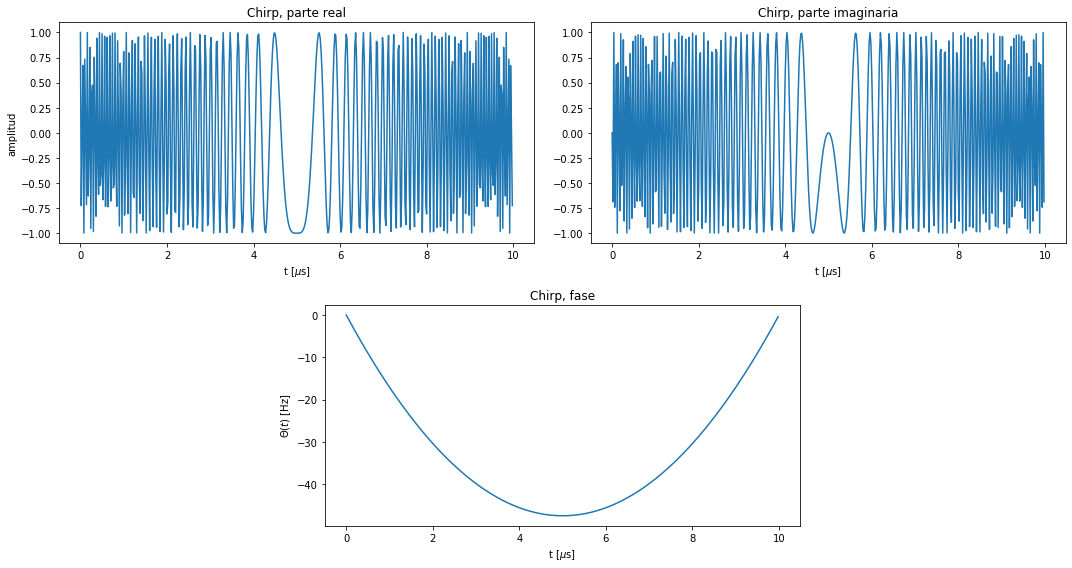 Chirp, parte real
1.00
0.75
0.50
0.25
0.00
−0.25
−0.50
−0.75
−1.00
amplitud
0 2 4 6 8 10
t [μs]
Chirp, parte imaginaria
1.00
0.75
0.50
0.25
0.00
−0.25
−0.50
−0.75
−1.00
0 2 4 6 8 10
t [μs]
Chirp, fase
0
−10
−20
−30
−40
Θ(t) [Hz]
0 2 4 6 8 10
t [μs]